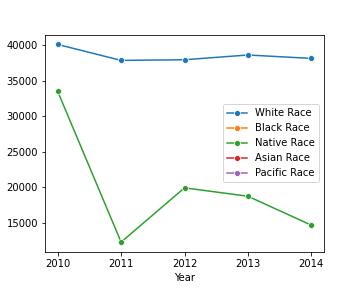 40000
35000
30000
25000
20000
15000
White Race
Black Race
Native Race
Asian Race
Pacific Race
2010 2011 2012 2013 2014
Year